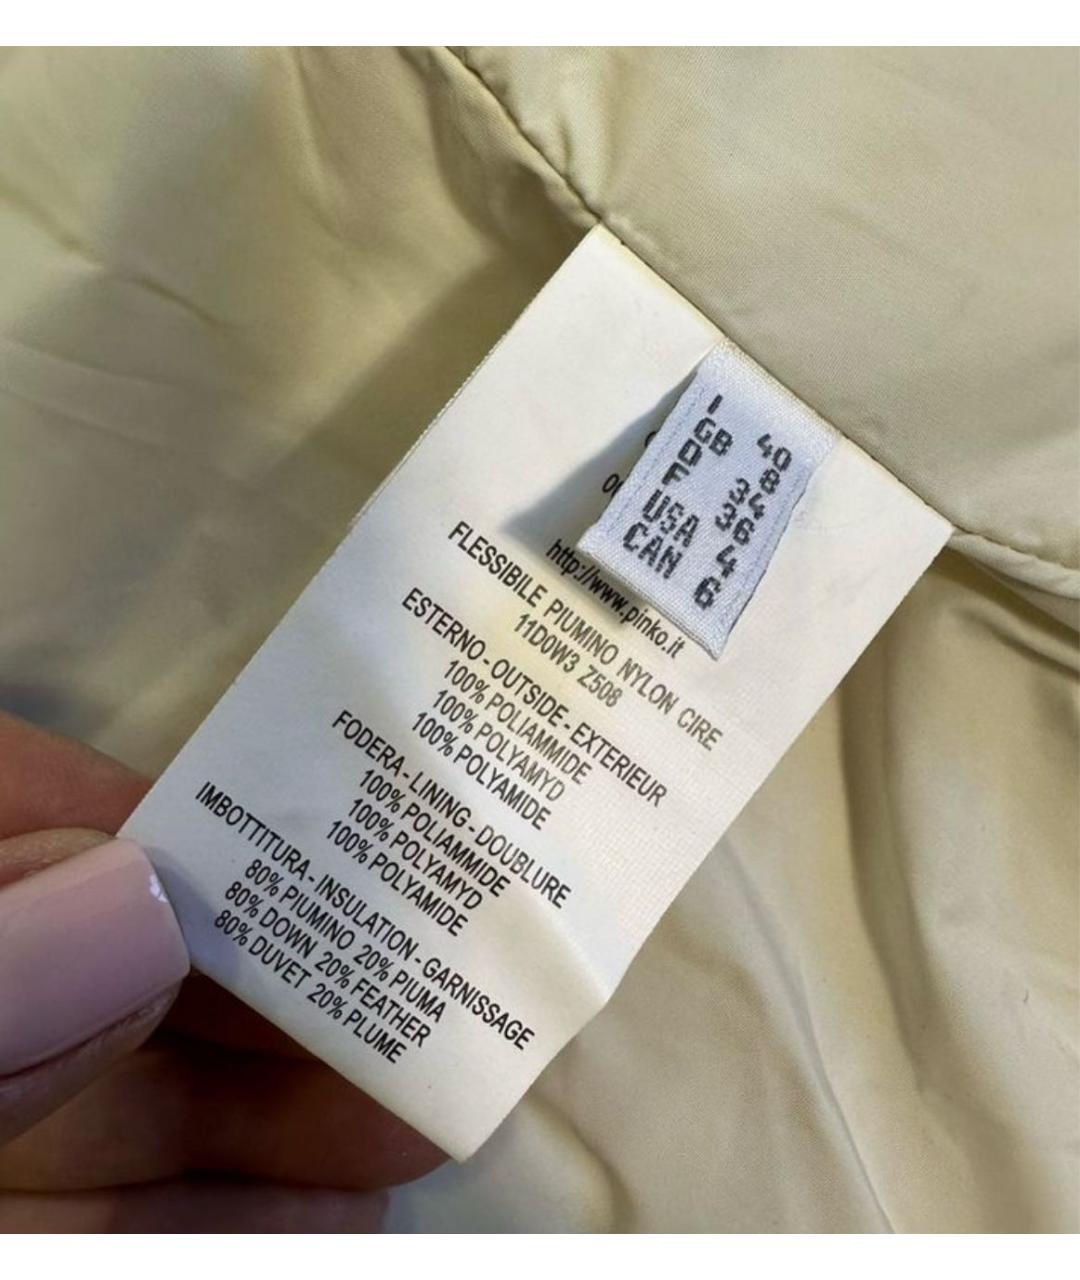 I 40
GB 8
D 34
F 36
USA 4
CAN 6
http://www.pinko.it
FLESSIBILE PIUMINO NYLON CIRE
11D0W3 Z508
ESTERNO - OUTSIDE - EXTERIEUR
100% POLIAMMIDE
100% POLYAMYD
100% POLYAMIDE
FODERA - LINING - DOUBLURE
100% POLIAMMIDE
100% POLYAMYD
100% POLYAMIDE
IMBOTTITURA - INSULATION - GARNISSAGE
80% PIUMINO 20% PIUMA
80% DOWN 20% FEATHER
80% DUVET 20% PLUME